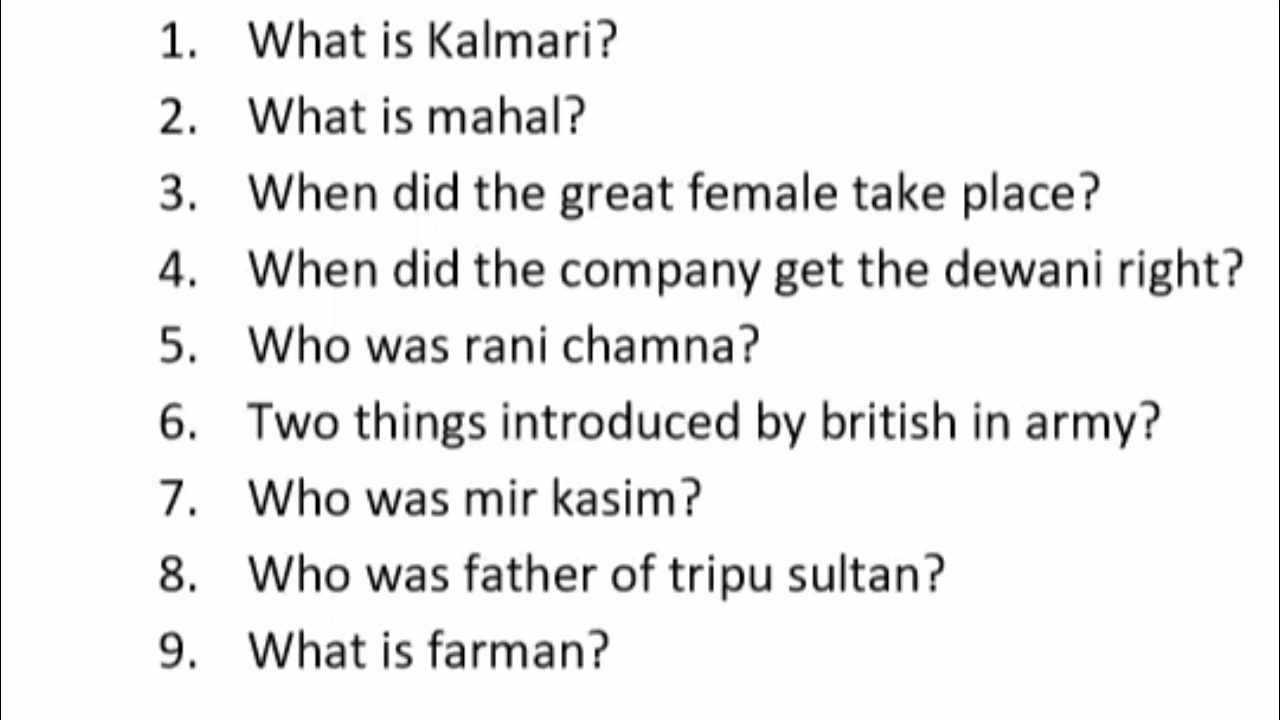 1. What is Kalmari?
2. What is mahal?
3. When did the great female take place?
4. When did the company get the dewani right?
5. Who was rani chamna?
6. Two things introduced by british in army?
7. Who was mir kasim?
8. Who was father of tripu sultan?
9. What is farman?